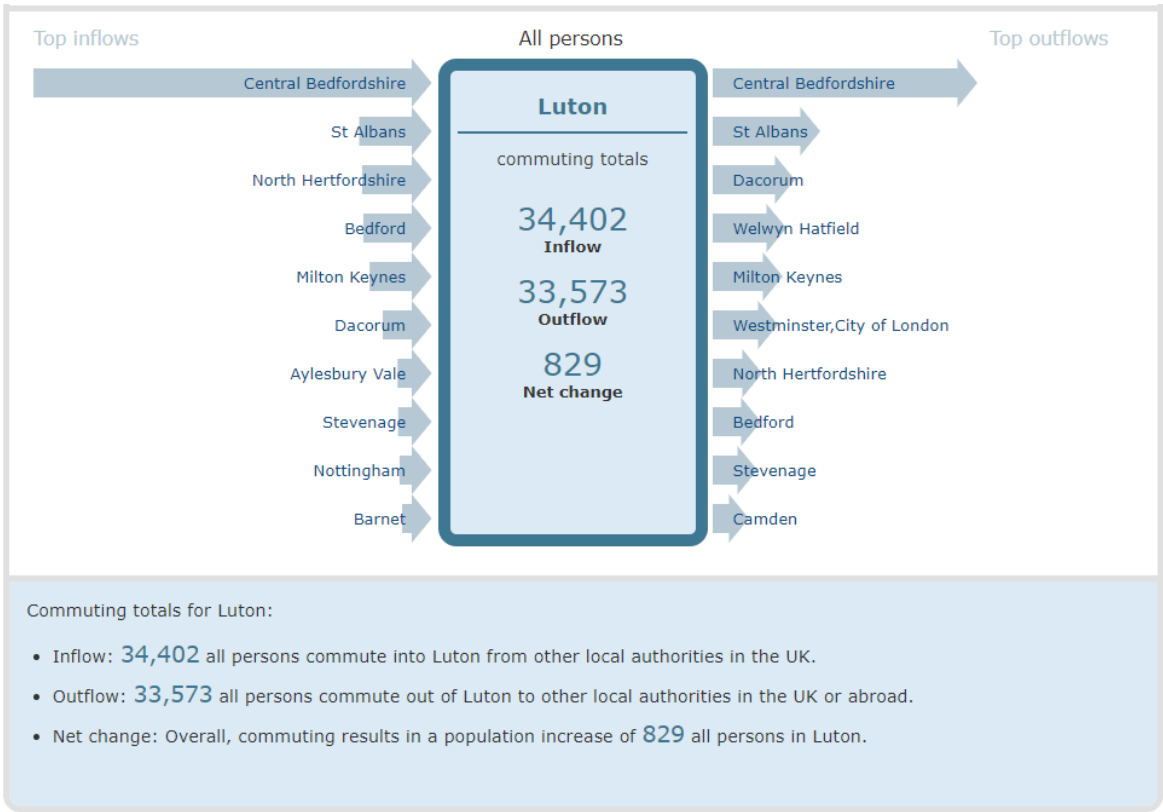 Top inflows
All persons
Top outflows
Central Bedfordshire
St Albans
North Hertfordshire
Bedford
Milton Keynes
Dacorum
Aylesbury Vale
Stevenage
Nottingham
Barnet
Luton
commuting totals
34,402
Inflow
33,573
Outflow
829
Net change
Central Bedfordshire
St Albans
Dacorum
Welwyn Hatfield
Milton Keynes
Westminster,City of London
North Hertfordshire
Bedford
Stevenage
Camden
Commuting totals for Luton:
• Inflow: 34,402 all persons commute into Luton from other local authorities in the UK.
• Outflow: 33,573 all persons commute out of Luton to other local authorities in the UK or abroad.
• Net change: Overall, commuting results in a population increase of 829 all persons in Luton.